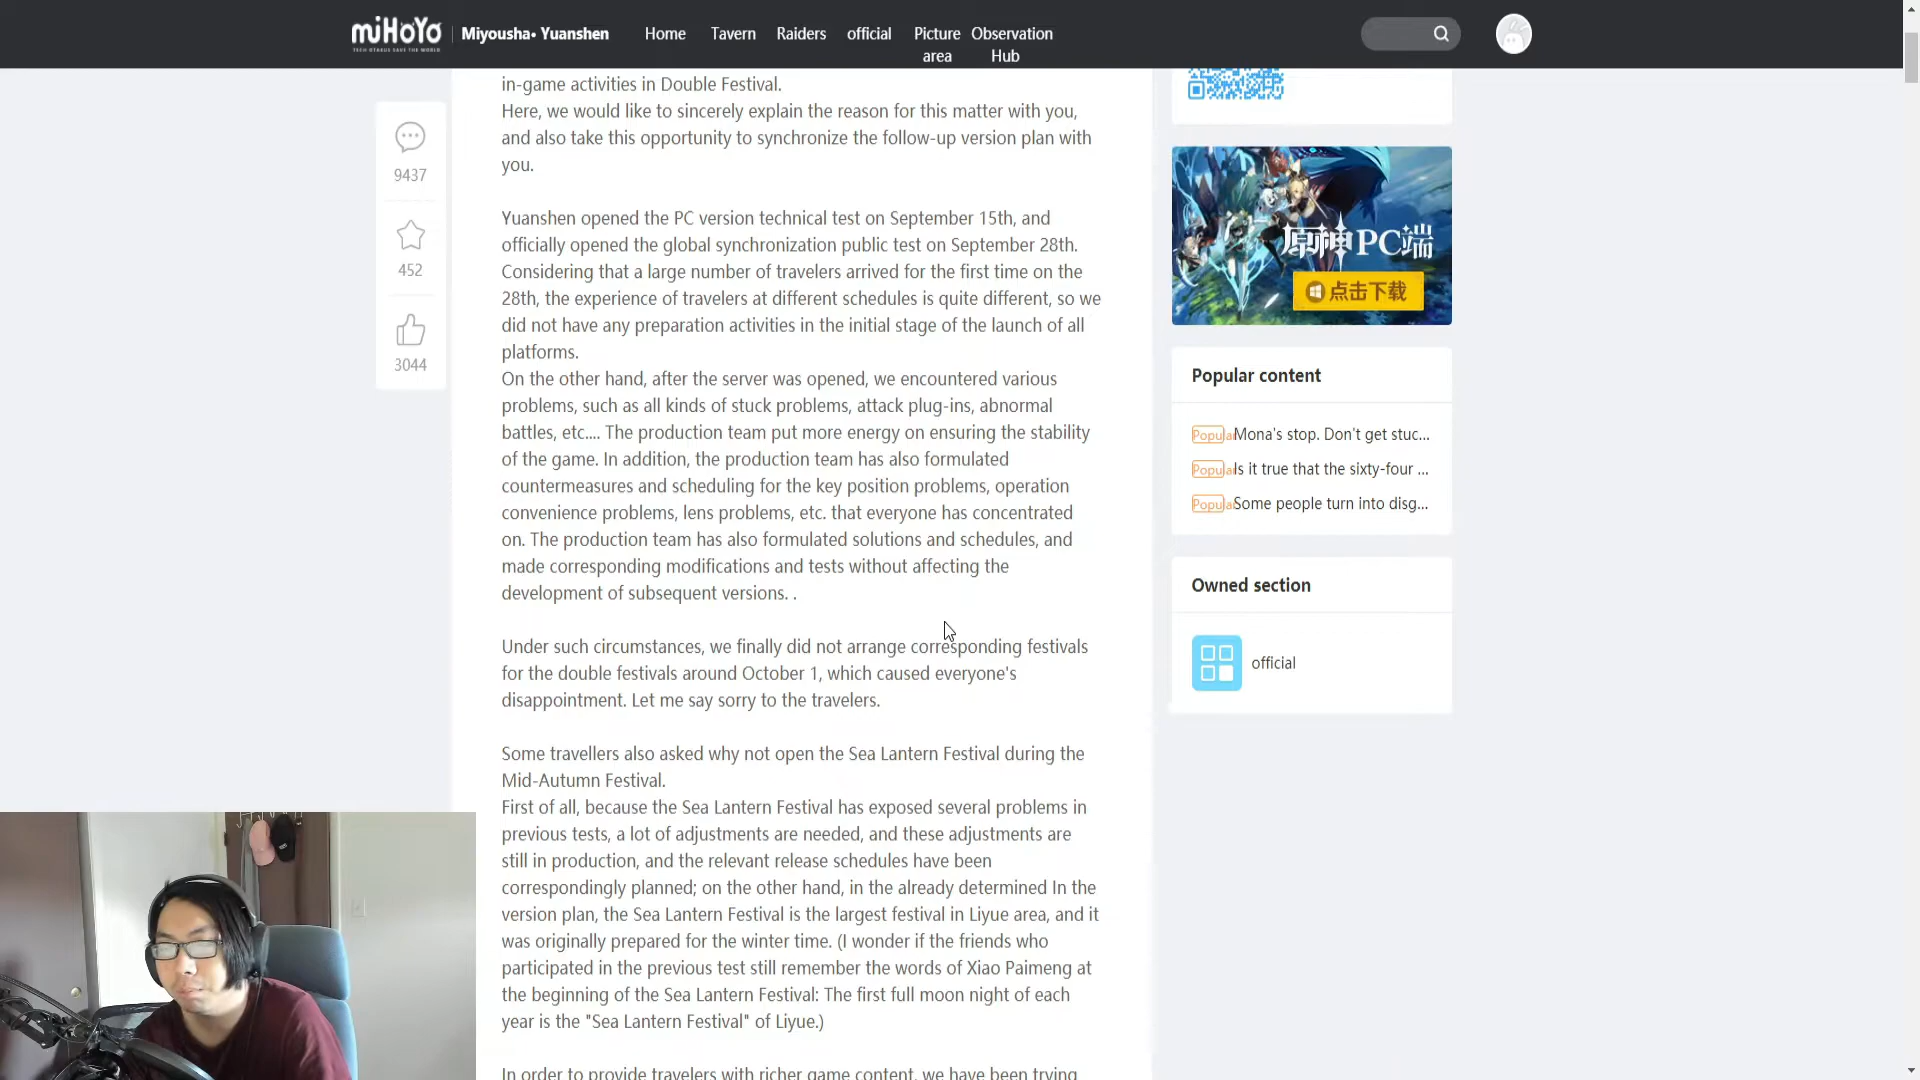 miHoYo
TECH OTAKUS SAVE THE WORLD
Miyousha• Yuanshen
Home
Tavern
Raiders
official
Picture
area
Observation
Hub
9437
452
3044
in-game activities in Double Festival.
Here, we would like to sincerely explain the reason for this matter with you,
and also take this opportunity to synchronize the follow-up version plan with
you.
Yuanshen opened the PC version technical test on September 15th, and
officially opened the global synchronization public test on September 28th.
Considering that a large number of travelers arrived for the first time on the
28th, the experience of travelers at different schedules is quite different, so we
did not have any preparation activities in the initial stage of the launch of all
platforms.
On the other hand, after the server was opened, we encountered various
problems, such as all kinds of stuck problems, attack plug-ins, abnormal
battles, etc.... The production team put more energy on ensuring the stability
of the game. In addition, the production team has also formulated
countermeasures and scheduling for the key position problems, operation
convenience problems, lens problems, etc. that everyone has concentrated
on. The production team has also formulated solutions and schedules, and
made corresponding modifications and tests without affecting the
development of subsequent versions. .
Under such circumstances, we finally did not arrange corresponding festivals
for the double festivals around October 1, which caused everyone's
disappointment. Let me say sorry to the travelers.
Some travellers also asked why not open the Sea Lantern Festival during the
Mid-Autumn Festival.
First of all, because the Sea Lantern Festival has exposed several problems in
previous tests, a lot of adjustments are needed, and these adjustments are
still in production, and the relevant release schedules have been
correspondingly planned; on the other hand, in the already determined In the
version plan, the Sea Lantern Festival is the largest festival in Liyue area, and it
was originally prepared for the winter time. (I wonder if the friends who
participated in the previous test still remember the words of Xiao Paimeng at
the beginning of the Sea Lantern Festival: The first full moon night of each
year is the "Sea Lantern Festival" of Liyue.)
In order to provide travelers with richer game content, we have been trying
原神PC端
点击下载
Popular content
Popular Mona's stop. Don't get stuc...
Popular Is it true that the sixty-four ...
Popular Some people turn into disg...
Owned section
official